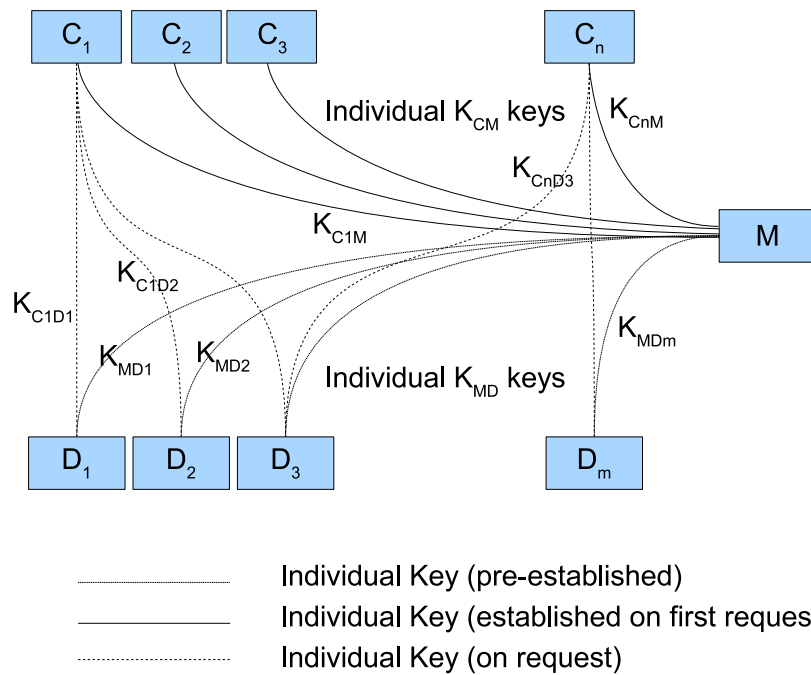 C1 C2 C3 Cn
Individual KCM keys
KCnM
KCnD3
KC1M
M
KC1D2
KC1D1
KMD1
KMD2
KMDm
Individual KMD keys
D1 D2 D3 Dm
Individual Key (pre-established)
Individual Key (established on first reques
Individual Key (on request)